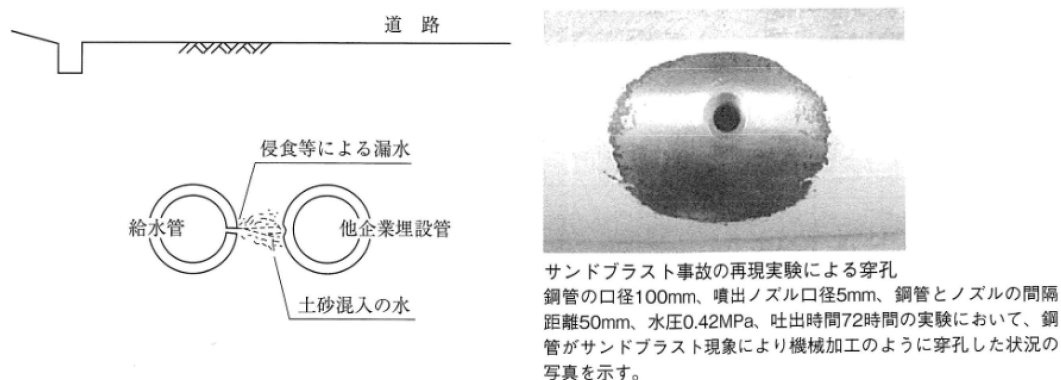 道路
侵食等による漏水
給水管
他企業埋設管
土砂混入の水
サンドブラスト事故の再現実験による穿孔
鋼管の口径100mm、噴出ノズル口径5mm、鋼管とノズルの間隔
距離50mm、水圧0.42MPa、吐出時間72時間の実験において、鋼
管がサンドブラスト現象により機械加工のように穿孔した状況の
写真を示す。